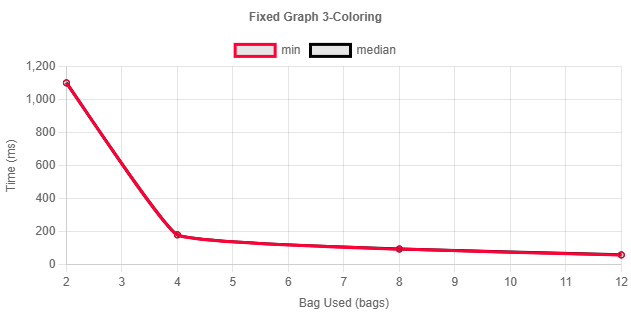 Fixed Graph 3-Coloring
min median
1,200
1,000
800
600
400
200
0
Time (ms)
2 3 4 5 6 7 8 9 10 11 12
Bag Used (bags)